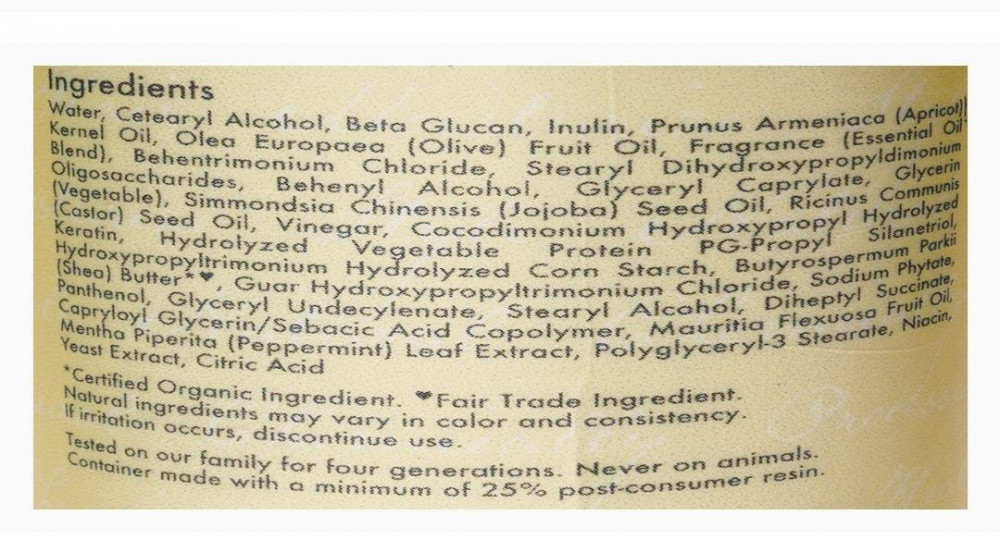 Ingredients
Water, Cetearyl Alcohol, Beta Glucan, Inulin, Prunus Armeniaca (Apricot)
Kernel Oil, Olea Europaea (Olive) Fruit Oil, Fragrance (Essential Oil
Blend), Behentrimonium Chloride, Stearyl Dihydroxypropyldimonium
Oligosaccharides, Behenyl Alcohol, Glyceryl Caprylate, Glycerin
(Vegetable), Simmondsia Chinensis (Jojoba) Seed Oil, Ricinus Communis
(Castor) Seed Oil, Vinegar, Cocodimonium Hydroxypropyl Hydrolyzed
Keratin, Hydrolyzed Vegetable Protein PG-Propyl Silanetriol,
Hydroxypropyltrimonium Hydrolyzed Corn Starch, Butyrospermum Parkii
(Shea) Butter*♥, Guar Hydroxypropyltrimonium Chloride, Sodium Phytate,
Panthenol, Glyceryl Undecylenate, Stearyl Alcohol, Diheptyl Succinate,
Capryloyl Glycerin/Sebacic Acid Copolymer, Mauritia Flexuosa Fruit Oil,
Mentha Piperita (Peppermint) Leaf Extract, Polyglyceryl-3 Stearate, Niacin,
Yeast Extract, Citric Acid
*Certified Organic Ingredient. ♥Fair Trade Ingredient.
Natural ingredients may vary in color and consistency.
If irritation occurs, discontinue use.
Tested on our family for four generations. Never on animals.
Container made with a minimum of 25% post-consumer resin.